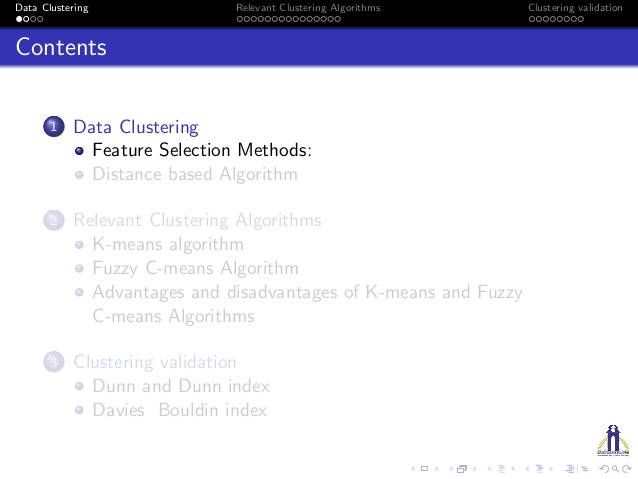 Data Clustering Relevant Clustering Algorithms Clustering validation
Contents
1 Data Clustering
Feature Selection Methods:
Distance based Algorithm
2 Relevant Clustering Algorithms
K-means algorithm
Fuzzy C-means Algorithm
Advantages and disadvantages of K-means and Fuzzy
C-means Algorithms
3 Clustering validation
Dunn and Dunn index
Davies Bouldin index